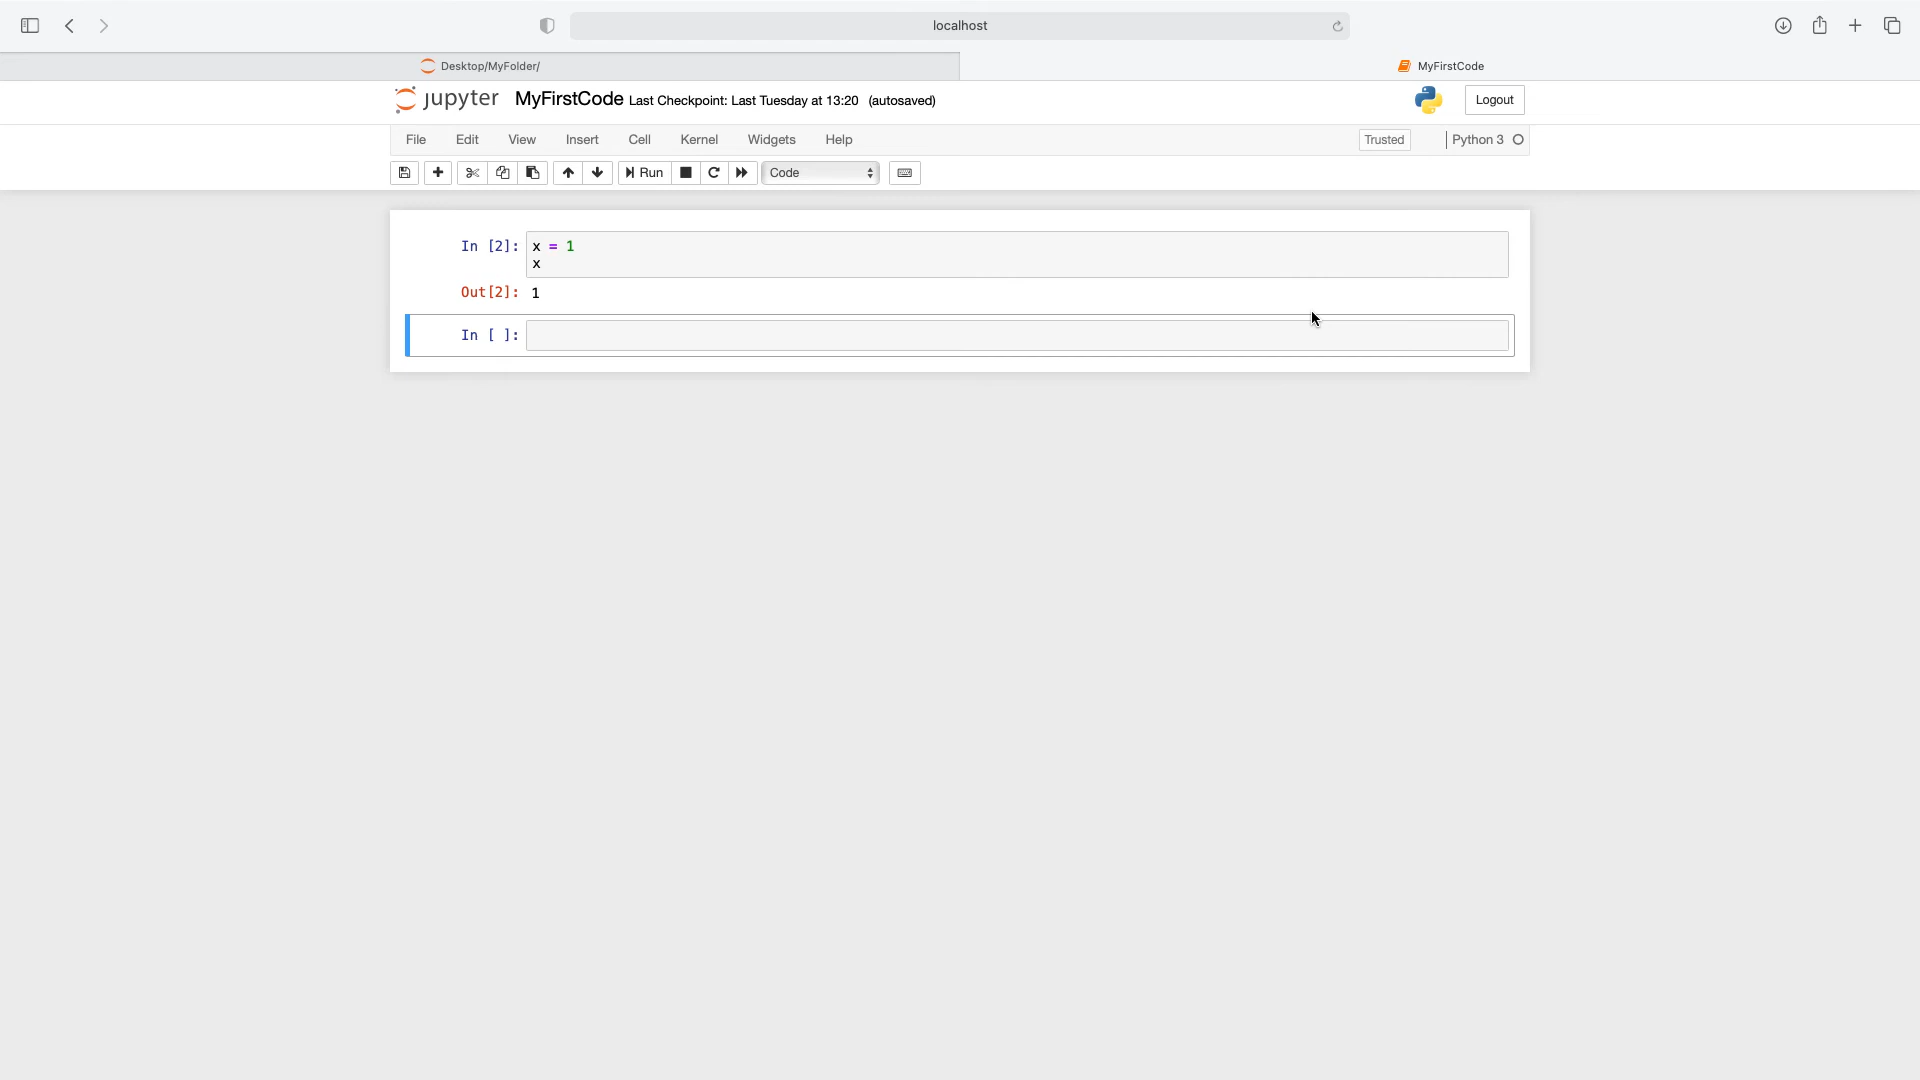 localhost
Desktop/MyFolder/
MyFirstCode
jupyter MyFirstCode Last Checkpoint: Last Tuesday at 13:20 (autosaved)
Logout
File Edit View Insert Cell Kernel Widgets Help
Trusted
Python 3
Run
Code
In [2]: x = 1
x
Out[2]: 1
In [ ]: